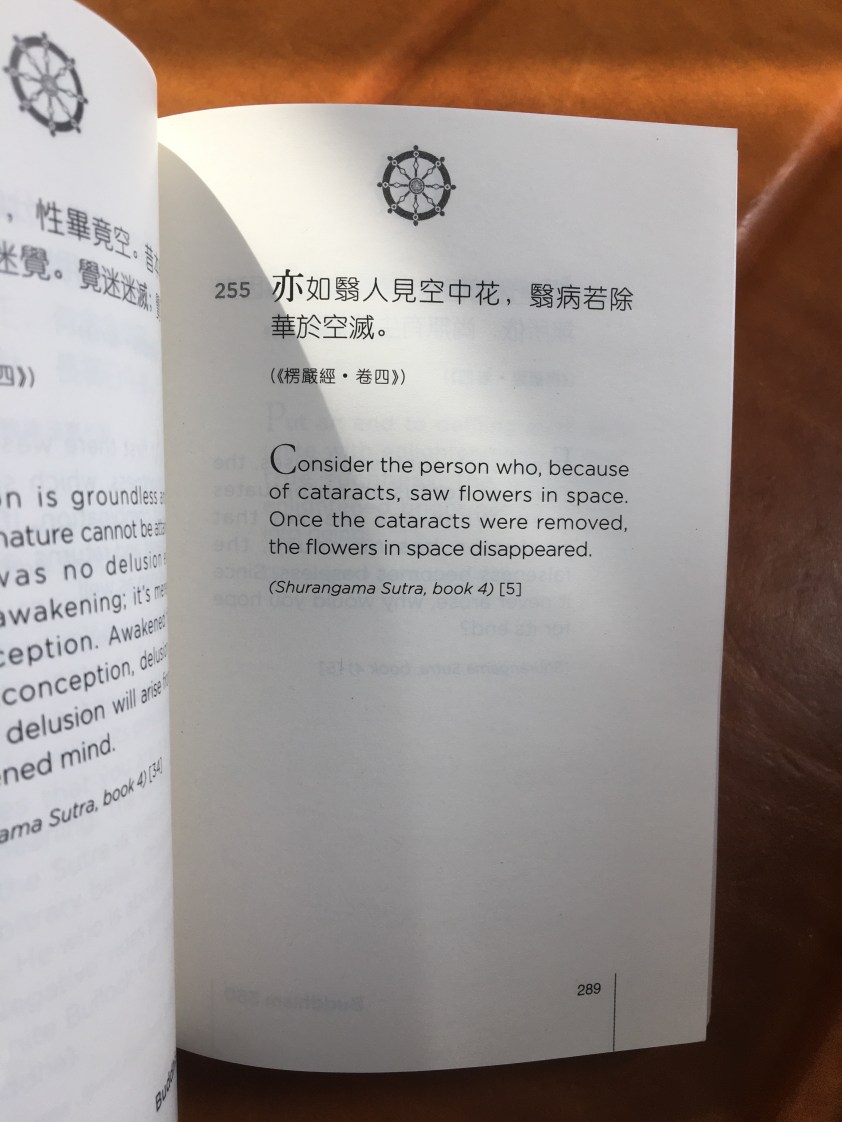 ，性畢竟空。昔
迷覺。覺迷迷滅；
四》）
on is groundless
nature cannot be
was no delusion
awakening; it's
ception. Awakened
conception,
delusion will arise
ned mind.
ama Sutra, book 4) [34]
255 亦如翳人見空中花，翳病若除
華於空滅。
（《楞嚴經·卷四》）
Consider the person who, because
of cataracts, saw flowers in space.
Once the cataracts were removed,
the flowers in space disappeared.
(Shurangama Sutra, book 4) [5]
289